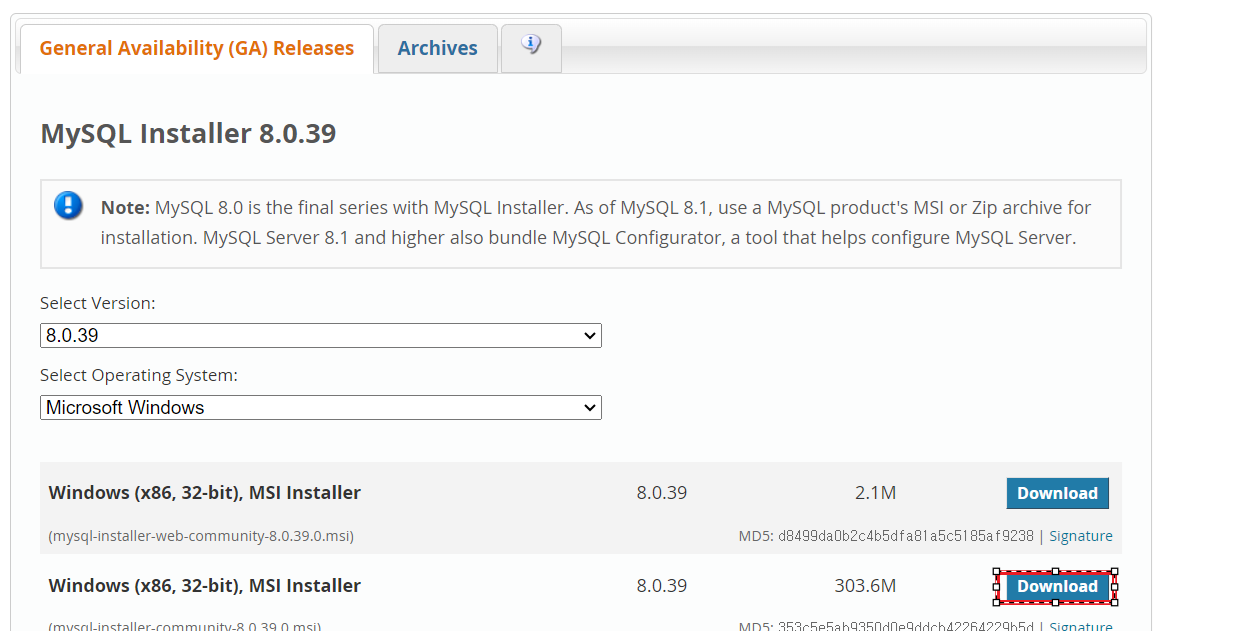 General Availability (GA) Releases
Archives
MySQL Installer 8.0.39
Note: MySQL 8.0 is the final series with MySQL Installer. As of MySQL 8.1, use a MySQL product's MSI or Zip archive for
installation. MySQL Server 8.1 and higher also bundle MySQL Configurator, a tool that helps configure MySQL Server.
Select Version:
8.0.39
Select Operating System:
Microsoft Windows
Windows (x86, 32-bit), MSI Installer 8.0.39 2.1M Download
(mysql-installer-web-community-8.0.39.0.msi) MD5: d8499da0b2c4b5dfa81a5c5185af9238 | Signature
Windows (x86, 32-bit), MSI Installer 8.0.39 303.6M Download
(mysql-installer-community-8.0.39.0.msi) MD5: 353c5e5ab9350d0e9ddcb42264229b5d | Signature